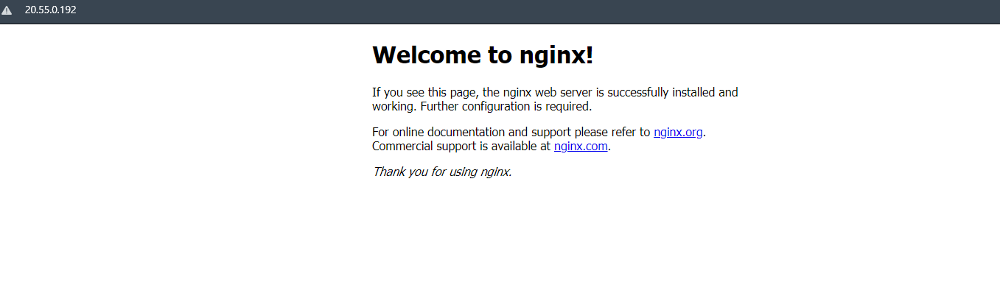 20.55.0.192
Welcome to nginx!
If you see this page, the nginx web server is successfully installed and
working. Further configuration is required.
For online documentation and support please refer to nginx.org.
Commercial support is available at nginx.com.
Thank you for using nginx.